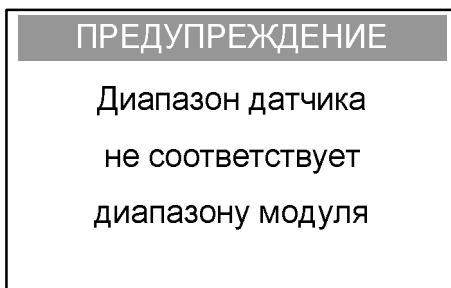 ПРЕДУПРЕЖДЕНИЕ
Диапазон датчика
не соответствует
диапазону модуля